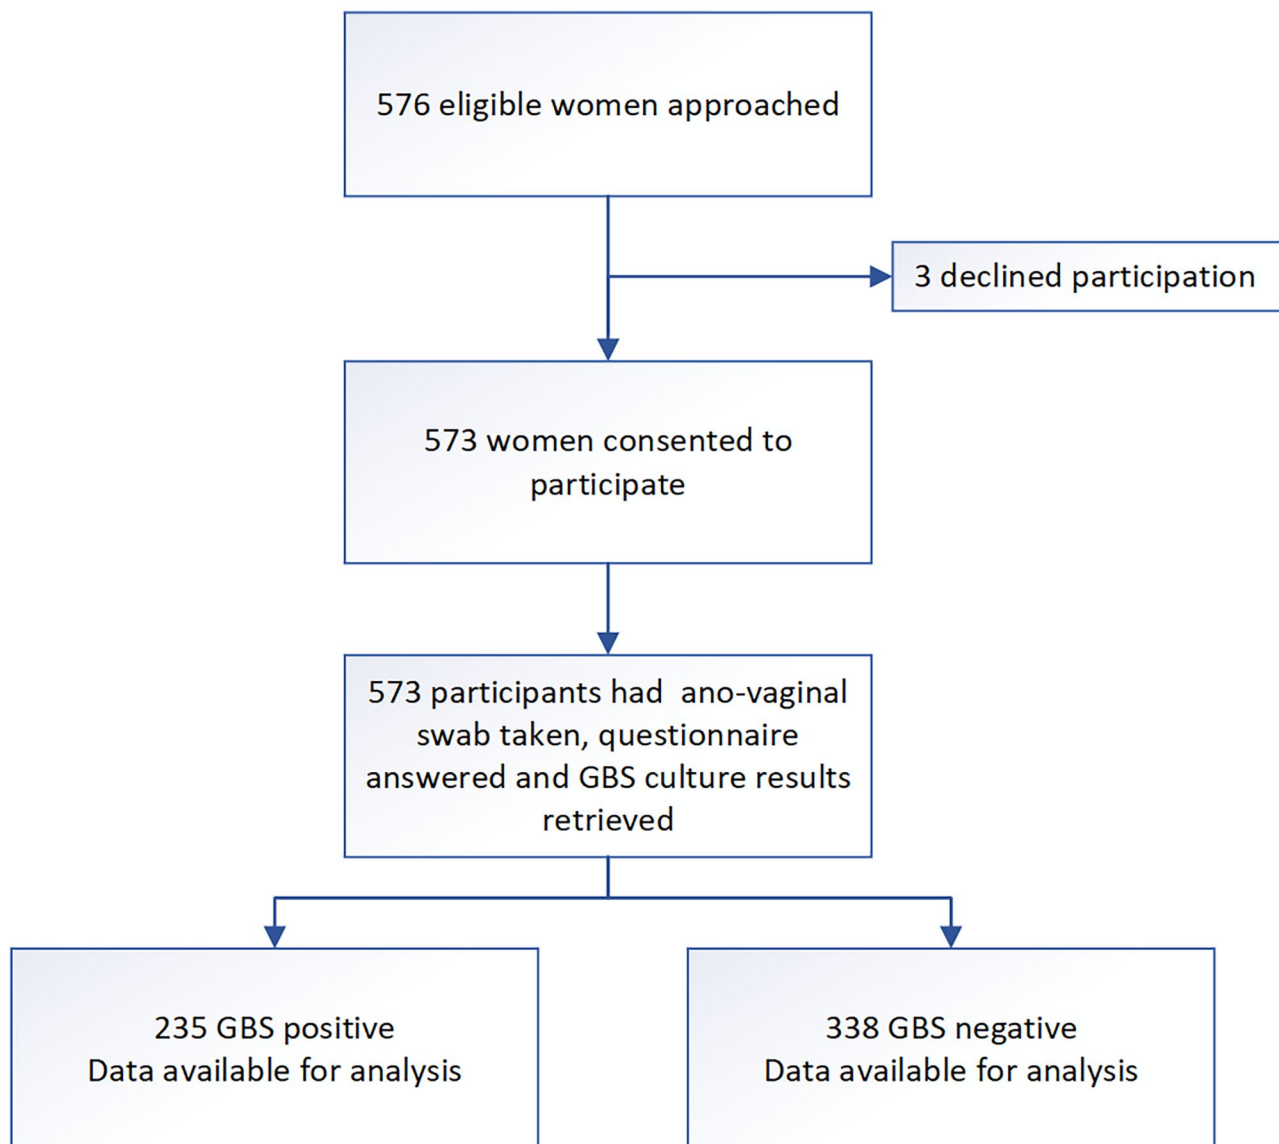 576 eligible women approached
3 declined participation
573 women consented to
participate
573 participants had  ano-vaginal
swab taken, questionnaire
answered and GBS culture results
retrieved
235 GBS positive
Data available for analysis
338 GBS negative
Data available for analysis